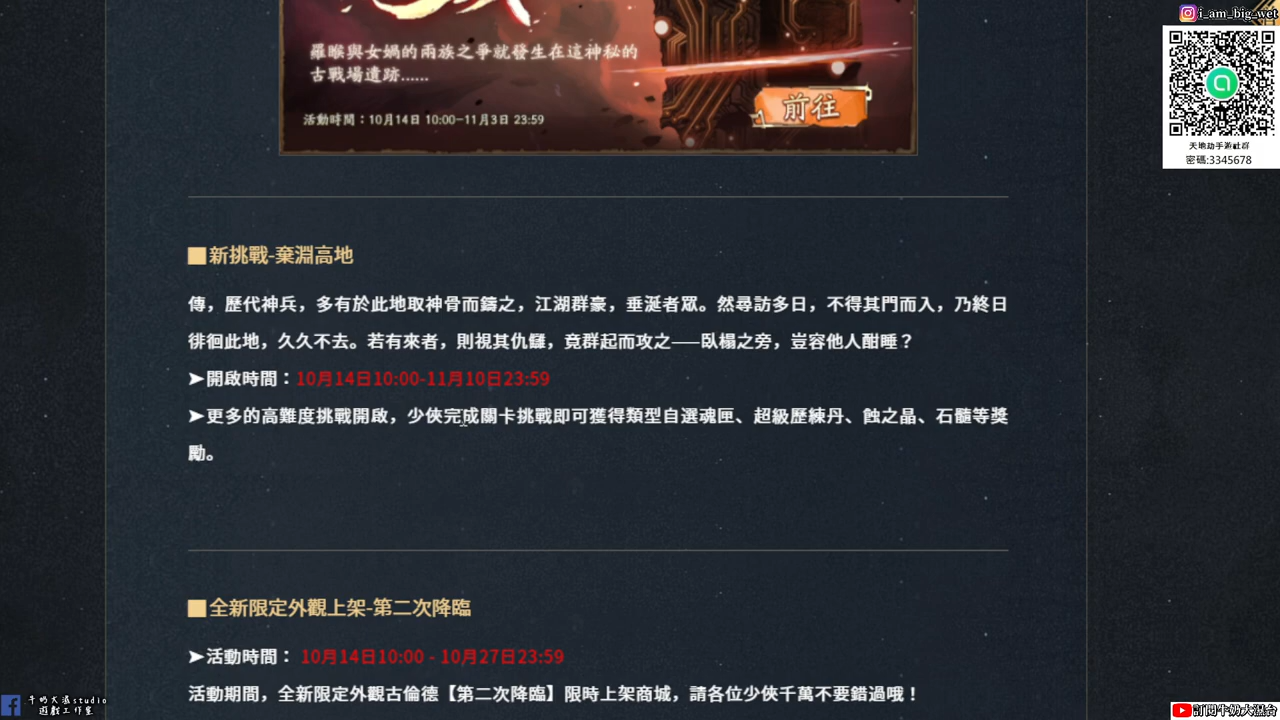 i_am_big_wet
羅睺與女媧的兩族之爭就發生在這神秘的
古戰場遺跡......
前往
活動時間：10月14日 10:00-11月3日 23:59
天地劫手遊社群
密碼:3345678
■新挑戰-棄淵高地
傳，歷代神兵，多有於此地取神骨而鑄之，江湖群豪，垂涎者眾。然尋訪多日，不得其門而入，乃終日
徘徊此地，久久不去。若有來者，則視其仇讎，竟群起而攻之——臥榻之旁，豈容他人酣睡？
➤開啟時間：10月14日10:00-11月10日23:59
➤更多的高難度挑戰開啟，少俠完成關卡挑戰即可獲得類型自選魂匣、超級歷練丹、蝕之晶、石髓等獎
勵。
■全新限定外觀上架-第二次降臨
➤活動時間： 10月14日10:00 - 10月27日23:59
活動期間，全新限定外觀古倫德【第二次降臨】限時上架商城，請各位少俠千萬不要錯過哦！
牛奶大濕studio
遊戲工作室
訂閱牛奶大濕台